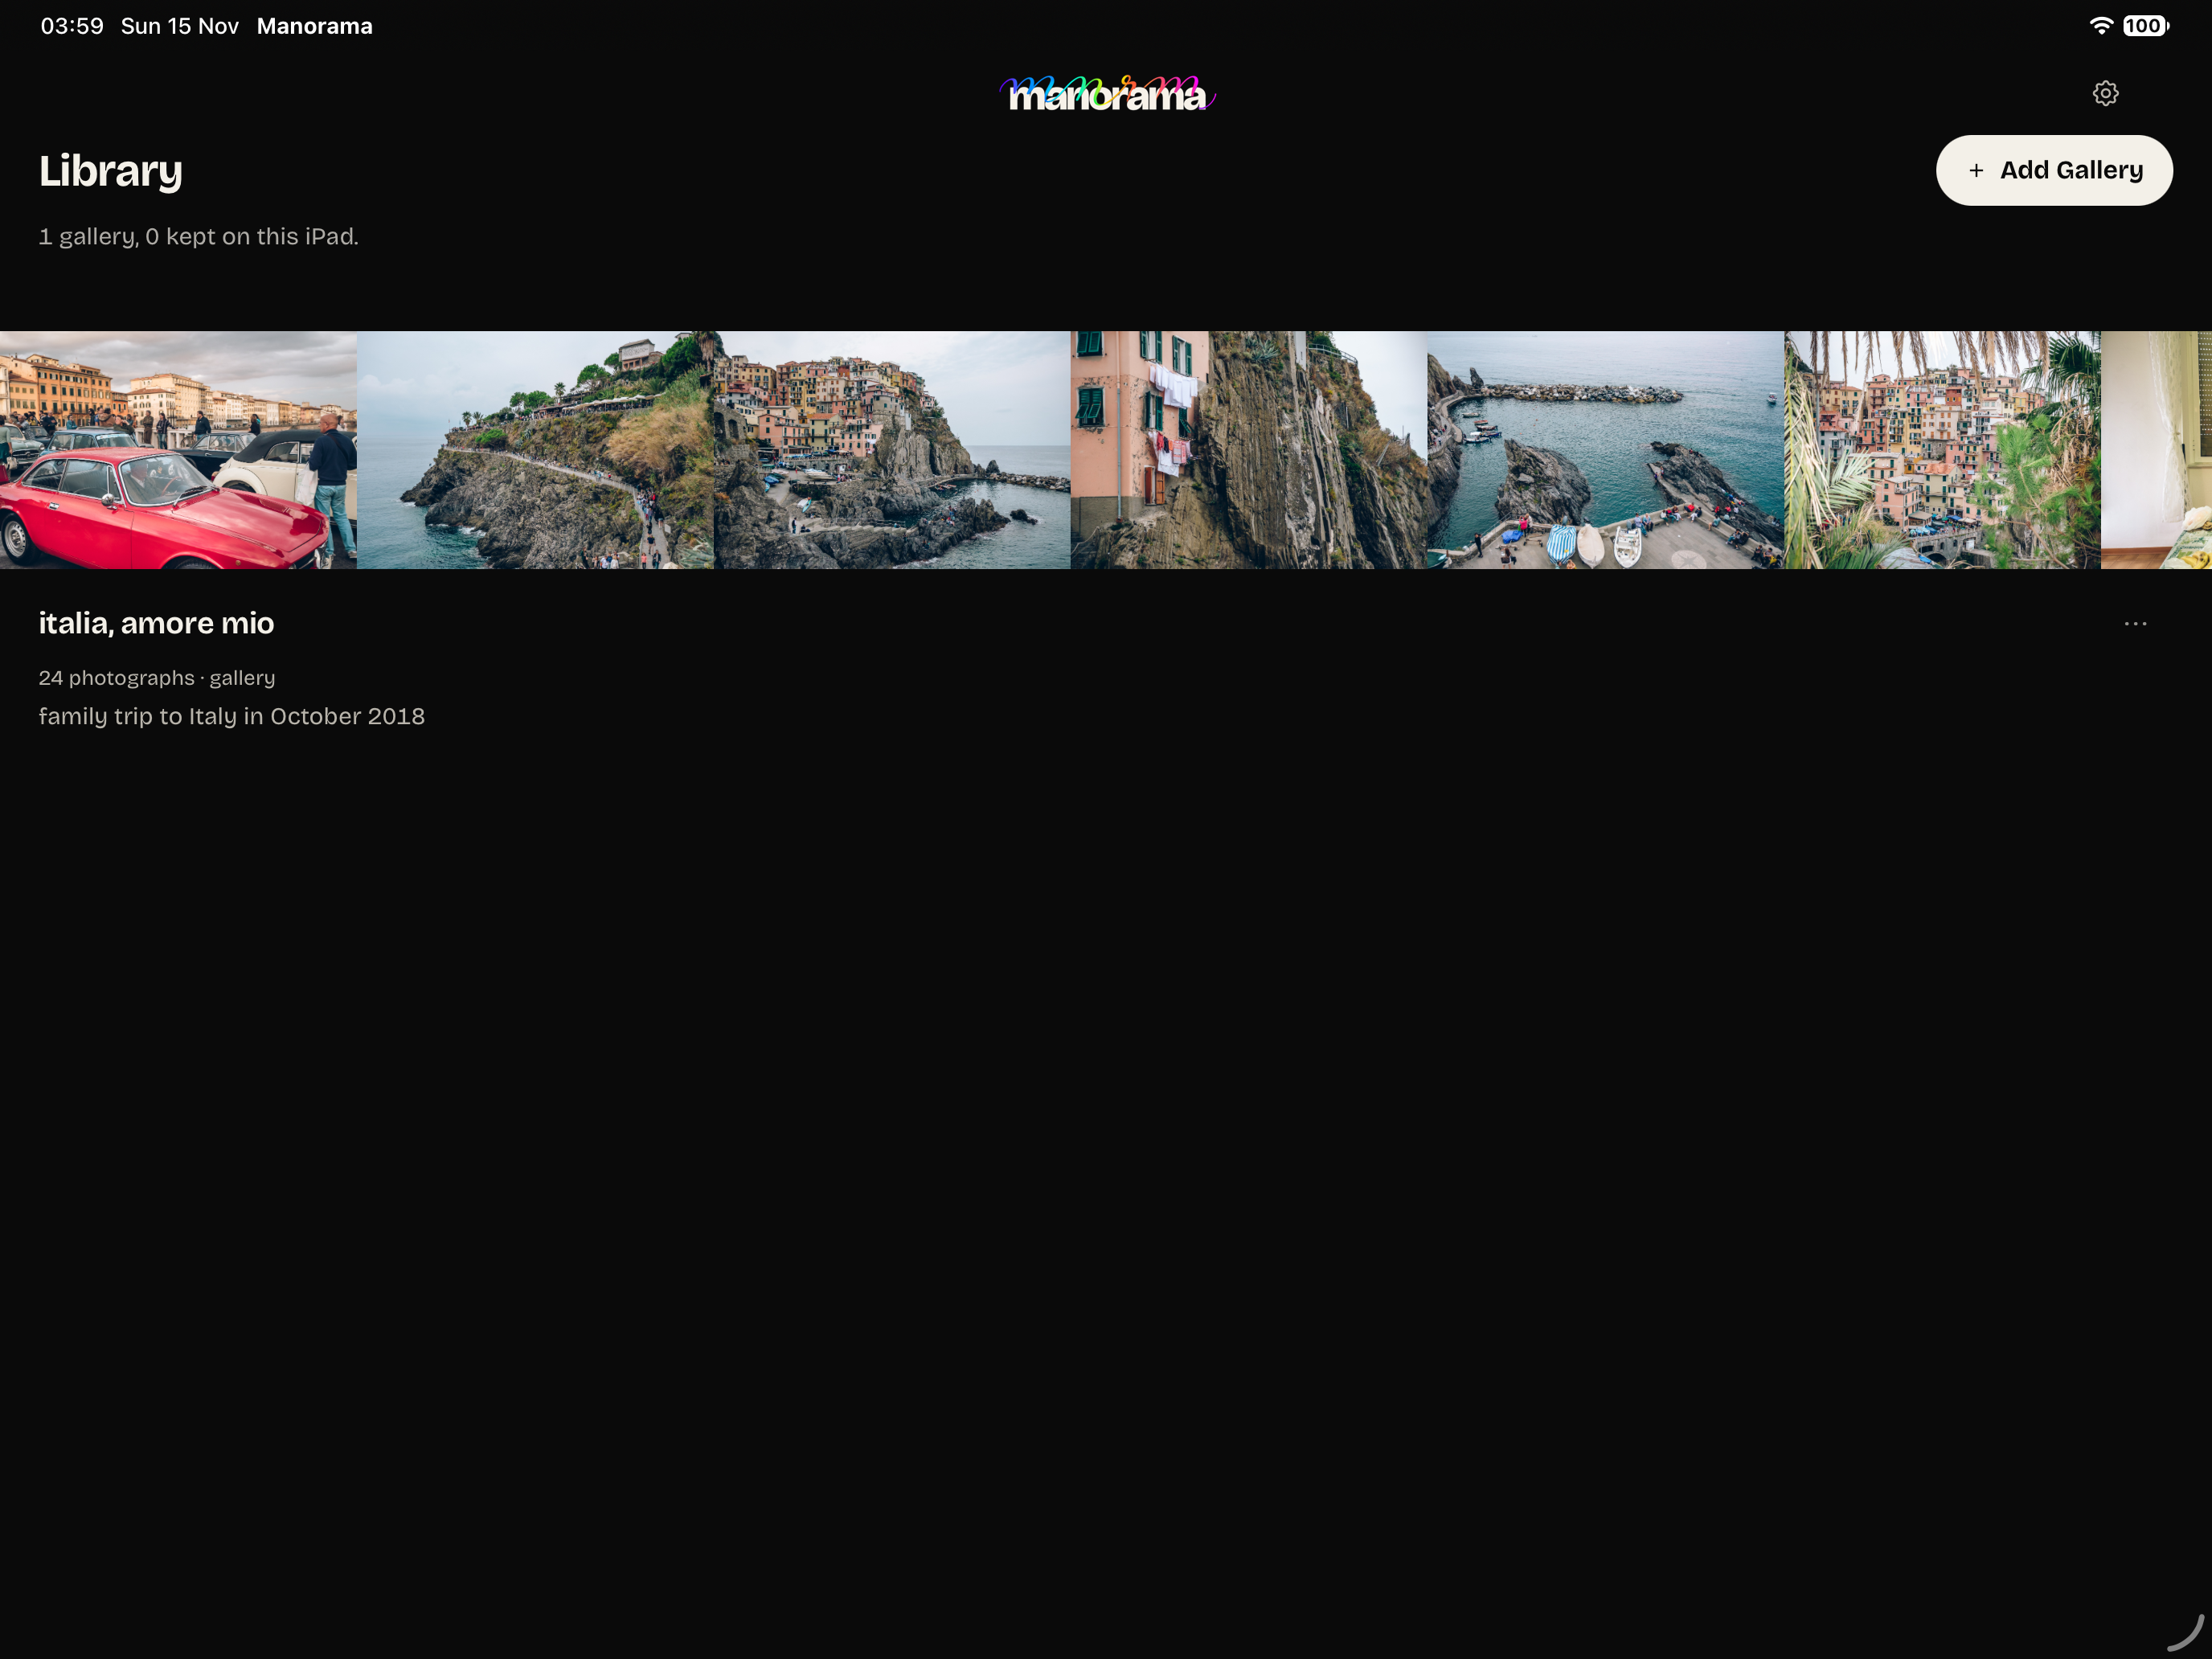 03:59 Sun 15 Nov Manorama
100
manorama
Library
+ Add Gallery
1 gallery, 0 kept on this iPad.
italia, amore mio
...
24 photographs · gallery
family trip to Italy in October 2018